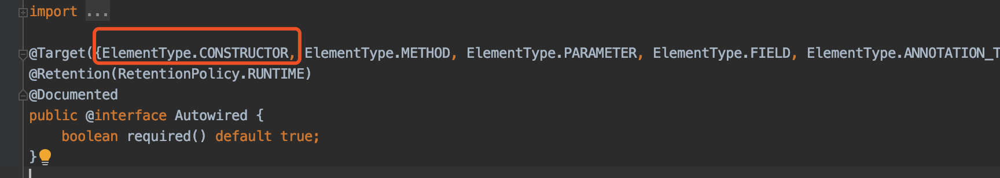 import ...
@Target({ElementType.CONSTRUCTOR, ElementType.METHOD, ElementType.PARAMETER, ElementType.FIELD, ElementType.ANNOTATION_T
@Retention(RetentionPolicy.RUNTIME)
@Documented
public @interface Autowired {
    boolean required() default true;
}